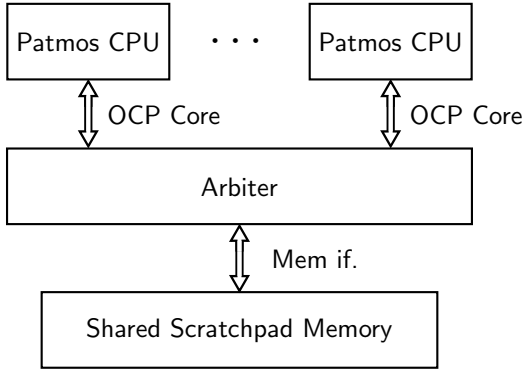 Patmos CPU
. . .
Patmos CPU
OCP Core
OCP Core
Arbiter
Mem if.
Shared Scratchpad Memory